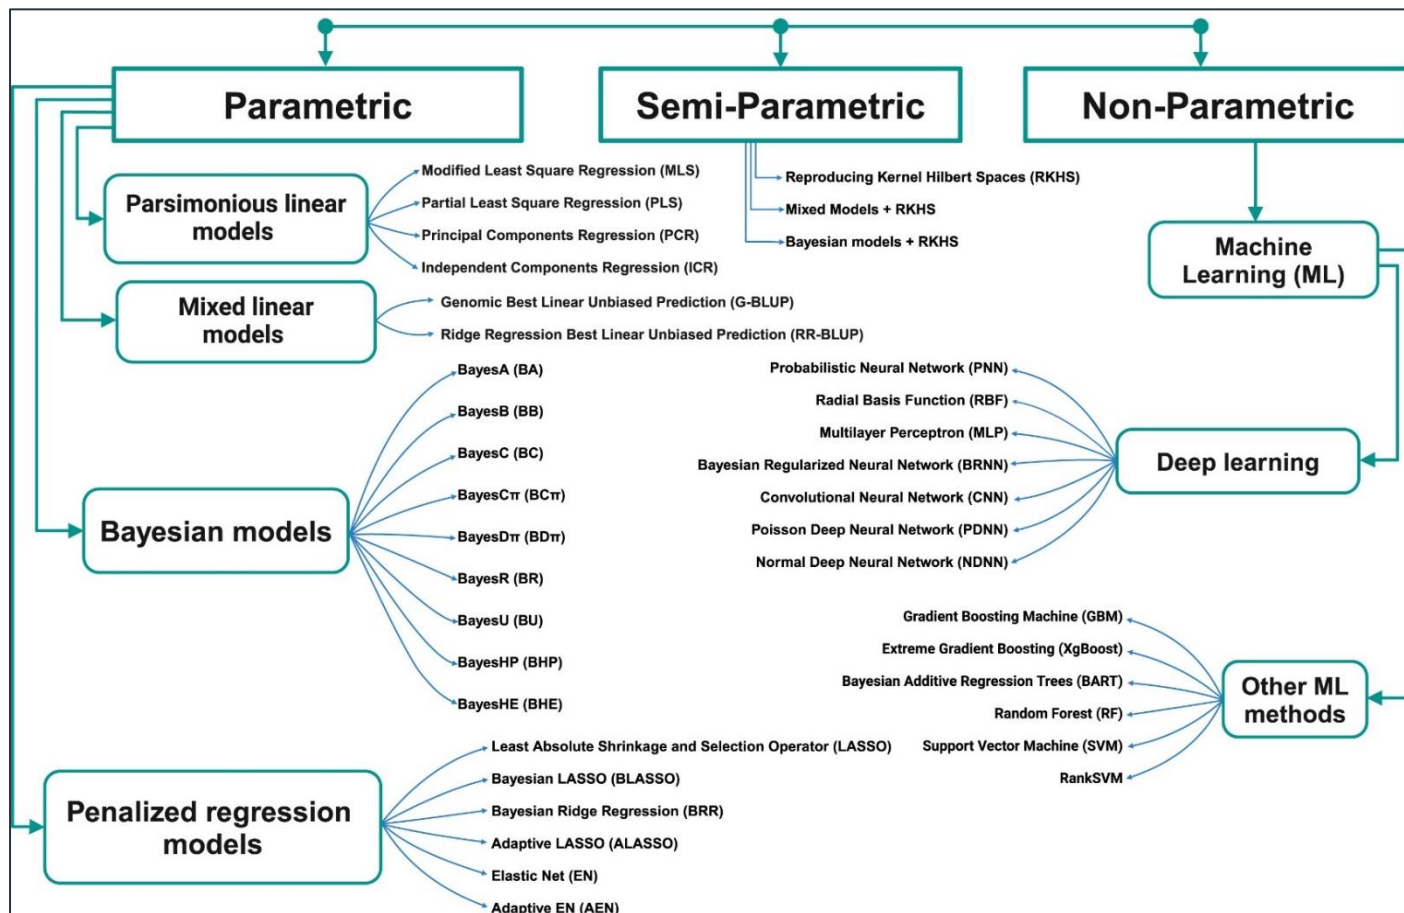 Parametric
Semi-Parametric
Non-Parametric
Parsimonious linear
models
Modified Least Square Regression (MLS)
Partial Least Square Regression (PLS)
Principal Components Regression (PCR)
Independent Components Regression (ICR)
Mixed linear
models
Genomic Best Linear Unbiased Prediction (G-BLUP)
Ridge Regression Best Linear Unbiased Prediction (RR-BLUP)
Bayesian models
BayesA (BA)
BayesB (BB)
BayesC (BC)
BayesCπ (BCπ)
BayesDπ (BDπ)
BayesR (BR)
BayesU (BU)
BayesHP (BHP)
BayesHE (BHE)
Penalized regression
models
Least Absolute Shrinkage and Selection Operator (LASSO)
Bayesian LASSO (BLASSO)
Bayesian Ridge Regression (BRR)
Adaptive LASSO (ALASSO)
Elastic Net (EN)
Adaptive EN (AEN)
Reproducing Kernel Hilbert Spaces (RKHS)
Mixed Models + RKHS
Bayesian models + RKHS
Machine
Learning (ML)
Deep learning
Probabilistic Neural Network (PNN)
Radial Basis Function (RBF)
Multilayer Perceptron (MLP)
Bayesian Regularized Neural Network (BRNN)
Convolutional Neural Network (CNN)
Poisson Deep Neural Network (PDNN)
Normal Deep Neural Network (NDNN)
Other ML
methods
Gradient Boosting Machine (GBM)
Extreme Gradient Boosting (XgBoost)
Bayesian Additive Regression Trees (BART)
Random Forest (RF)
Support Vector Machine (SVM)
RankSVM